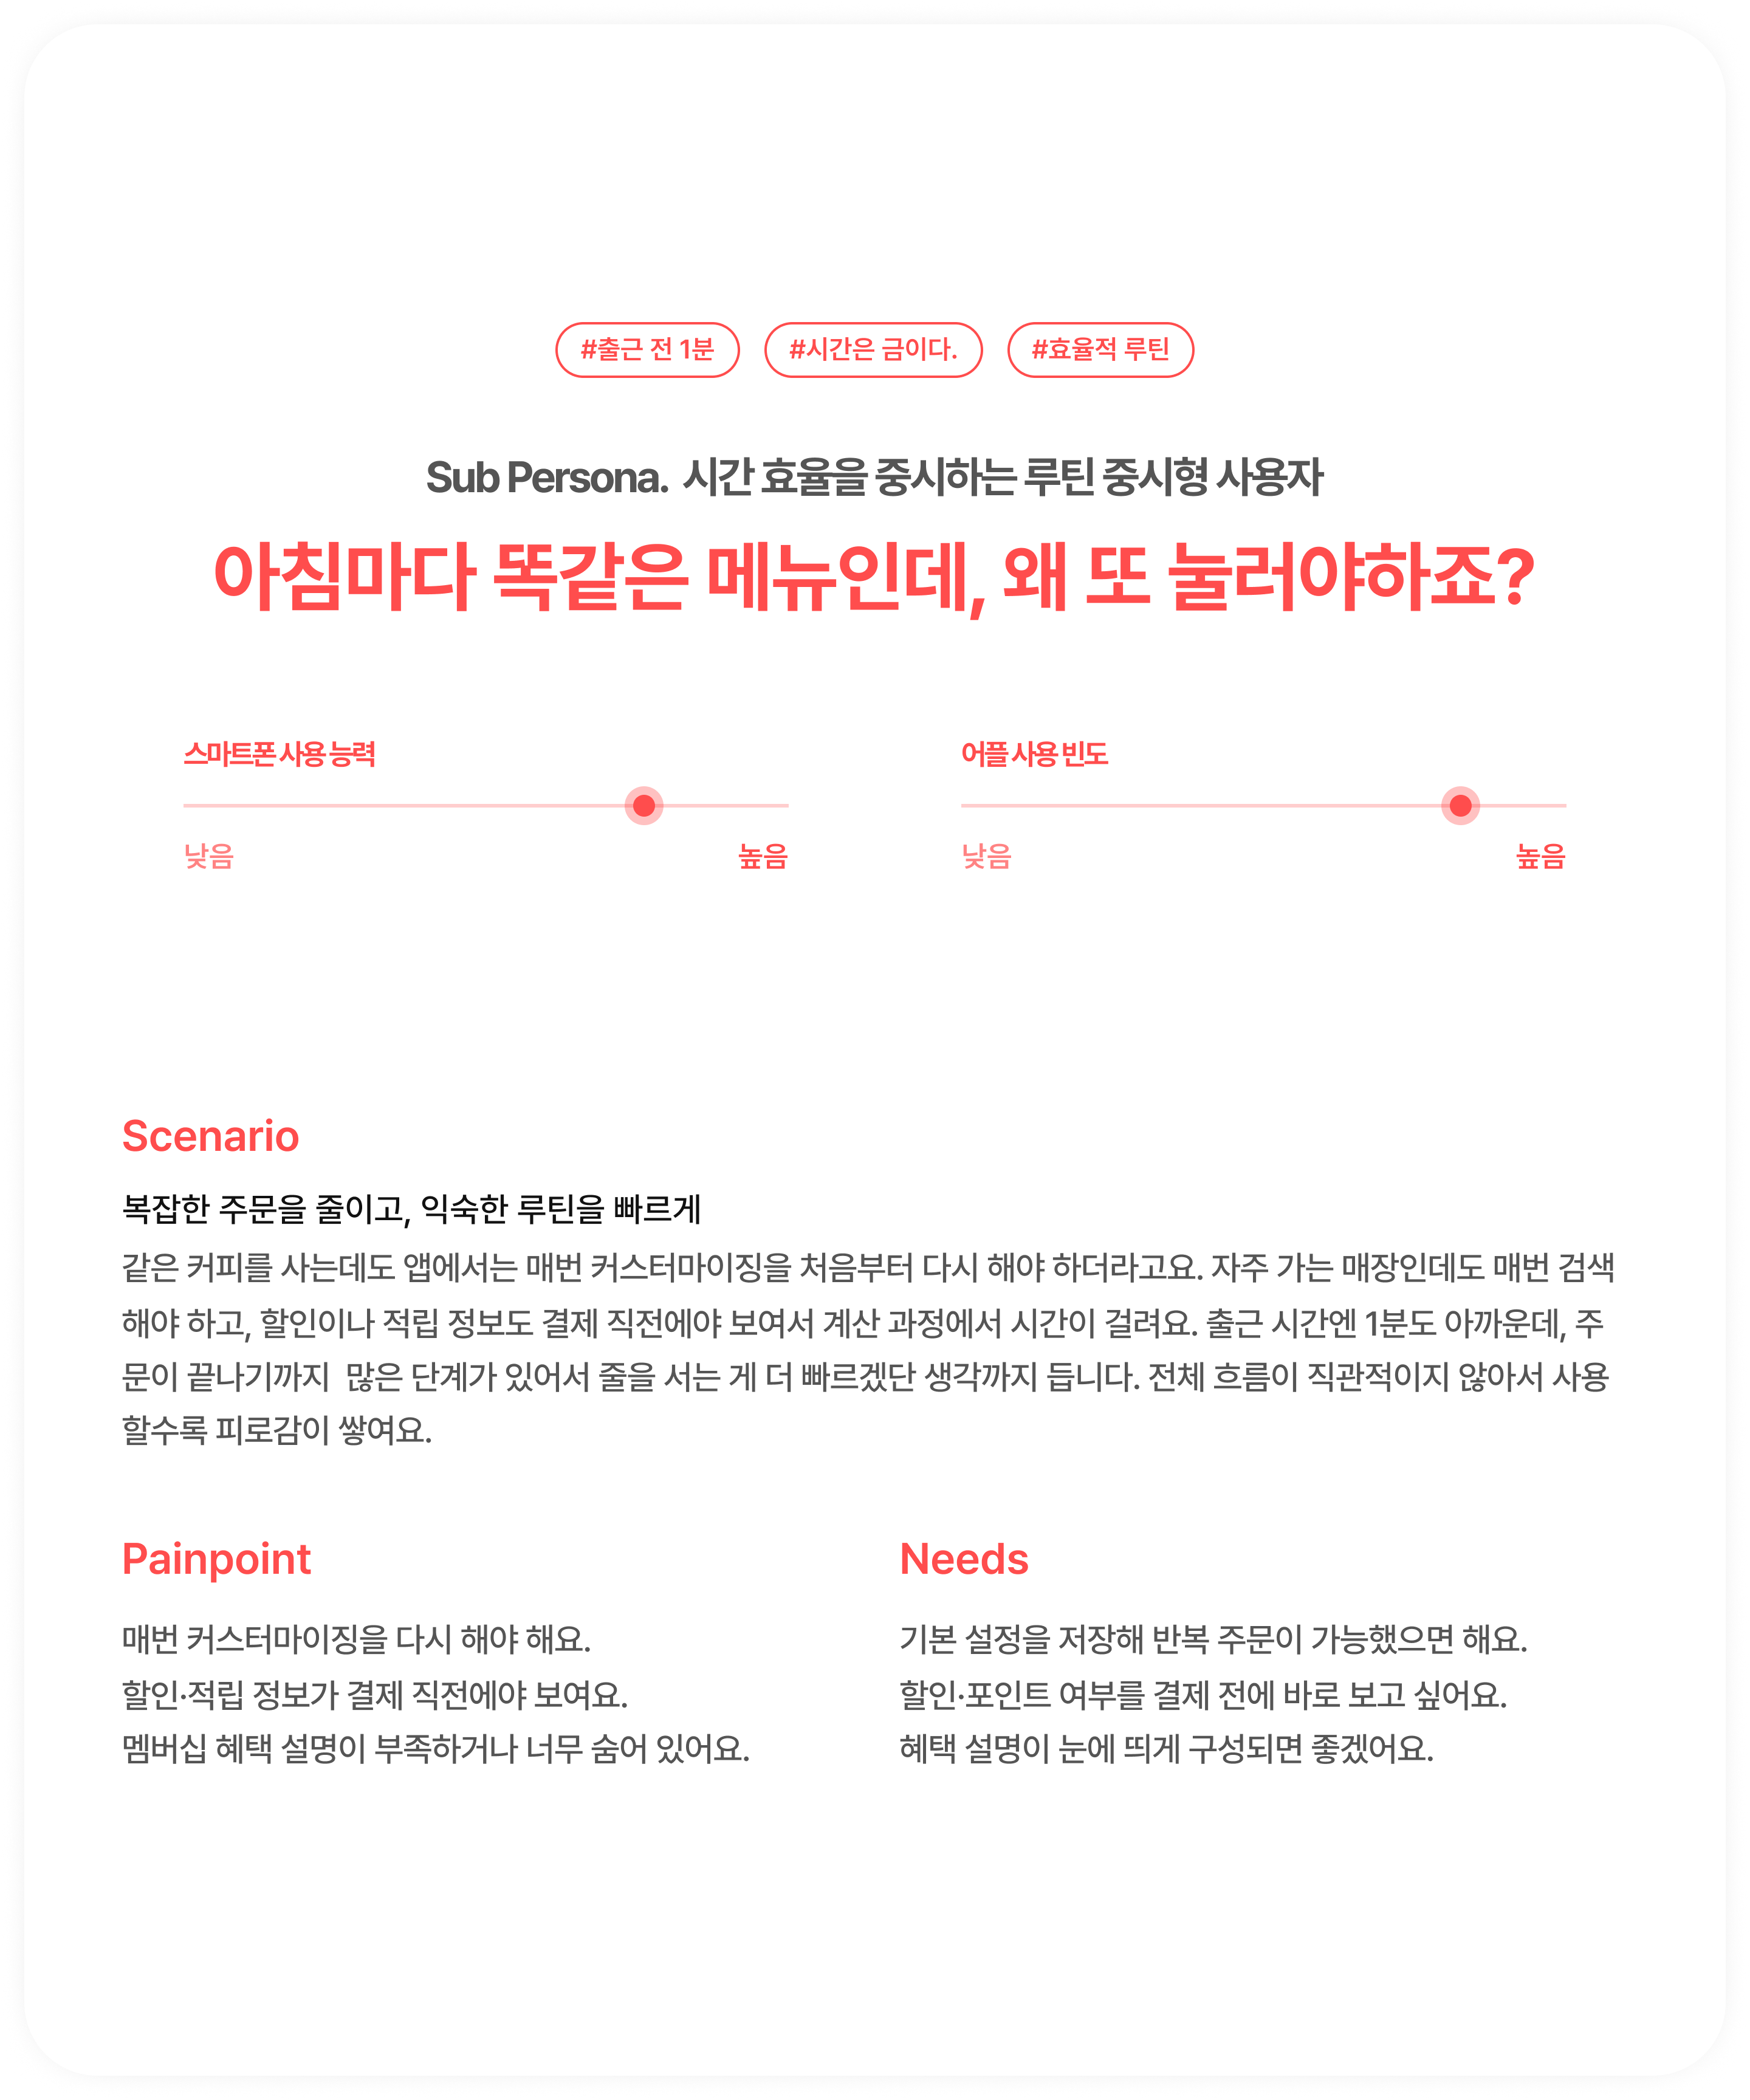 #출근 전 1분 #시간은 금이다. #효율적 루틴
Sub Persona. 시간 효율을 중시하는 루틴 중시형 사용자
아침마다 똑같은 메뉴인데, 왜 또 눌러야하죠?
스마트폰 사용 능력
낮음 높음
어플 사용 빈도
낮음 높음
Scenario
복잡한 주문을 줄이고, 익숙한 루틴을 빠르게
같은 커피를 사는데도 앱에서는 매번 커스터마이징을 처음부터 다시 해야 하더라고요. 자주 가는 매장인데도 매번 검색
해야 하고, 할인이나 적립 정보도 결제 직전에야 보여서 계산 과정에서 시간이 걸려요. 출근 시간엔 1분도 아까운데, 주
문이 끝나기까지  많은 단계가 있어서 줄을 서는 게 더 빠르겠단 생각까지 듭니다. 전체 흐름이 직관적이지 않아서 사용
할수록 피로감이 쌓여요.
Painpoint
매번 커스터마이징을 다시 해야 해요.
할인·적립 정보가 결제 직전에야 보여요.
멤버십 혜택 설명이 부족하거나 너무 숨어 있어요.
Needs
기본 설정을 저장해 반복 주문이 가능했으면 해요.
할인·포인트 여부를 결제 전에 바로 보고 싶어요.
혜택 설명이 눈에 띄게 구성되면 좋겠어요.